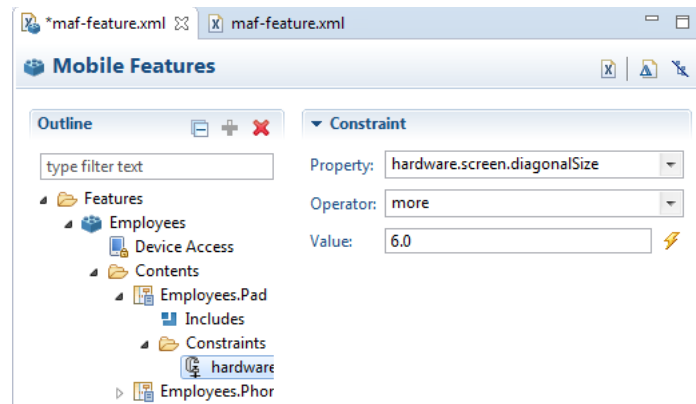 *maf-feature.xml maf-feature.xml
Mobile Features
Outline
type filter text
Features
Employees
Device Access
Contents
Employees.Pad
Includes
Constraints
hardware
Employees.Phor
Constraint
Property: hardware.screen.diagonalSize
Operator: more
Value: 6.0